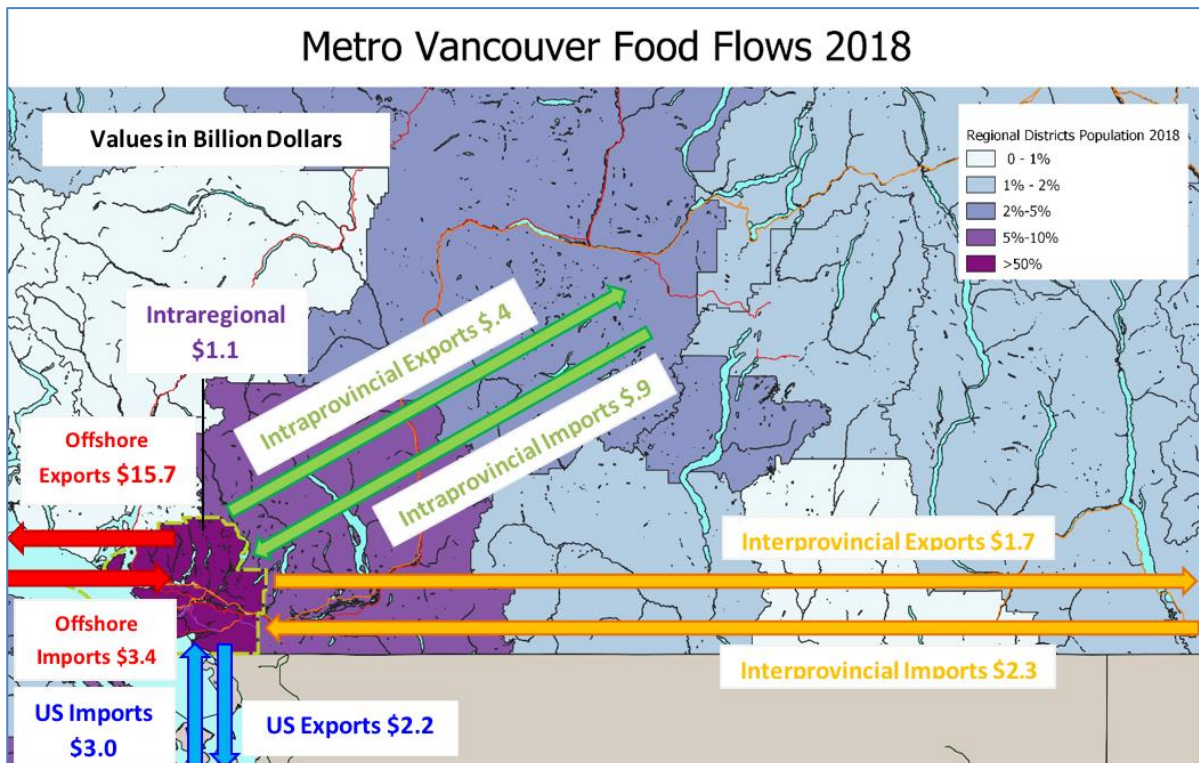 Metro Vancouver Food Flows 2018
Values in Billion Dollars
Regional Districts Population 2018
0 - 1%
1% - 2%
2%-5%
5%-10%
>50%
Intraregional
$1.1
Intraprovincial Exports $.4
Intraprovincial Imports $.9
Offshore
Exports $15.7
Interprovincial Exports $1.7
Offshore
Imports $3.4
Interprovincial Imports $2.3
US Imports
$3.0
US Exports $2.2